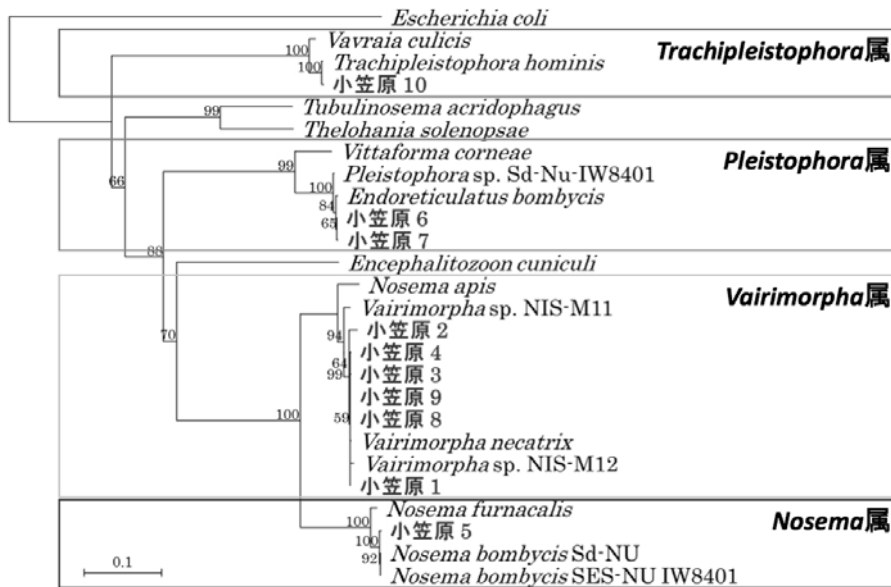 Escherichia coli
Vavraia culicis
Trachipleistophora属
100
Trachipleistophora hominis
100
小笠原 10
99
Tubulinosema acridophagus
Thelohania solenopsae
Vittaforma corneae
Pleistophora属
99
Pleistophora sp. Sd-Nu-IW8401
66
100
Endoreticulatus bombycis
84
小笠原 6
65
小笠原 7
88
Encephalitozoon cuniculi
Nosema apis
Vairimorpha属
Vairimorpha sp. NIS-M11
70
94
小笠原 2
64
小笠原 4
99
小笠原 3
小笠原 9
100
59
小笠原 8
Vairimorpha necatrix
Vairimorpha sp. NIS-M12
小笠原 1
Nosema furnacalis
Nosema属
100
小笠原 5
100
Nosema bombycis Sd-NU
0.1
92
Nosema bombycis SES-NU IW8401